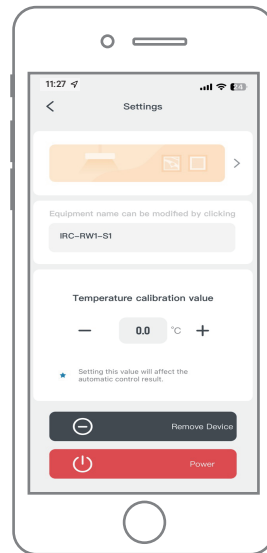 11:27
Settings
Equipment name can be modified by clicking
IRC-RW1-S1
Temperature calibration value
0.0 °C
Setting this value will affect the
automatic control result.
Remove Device
Power